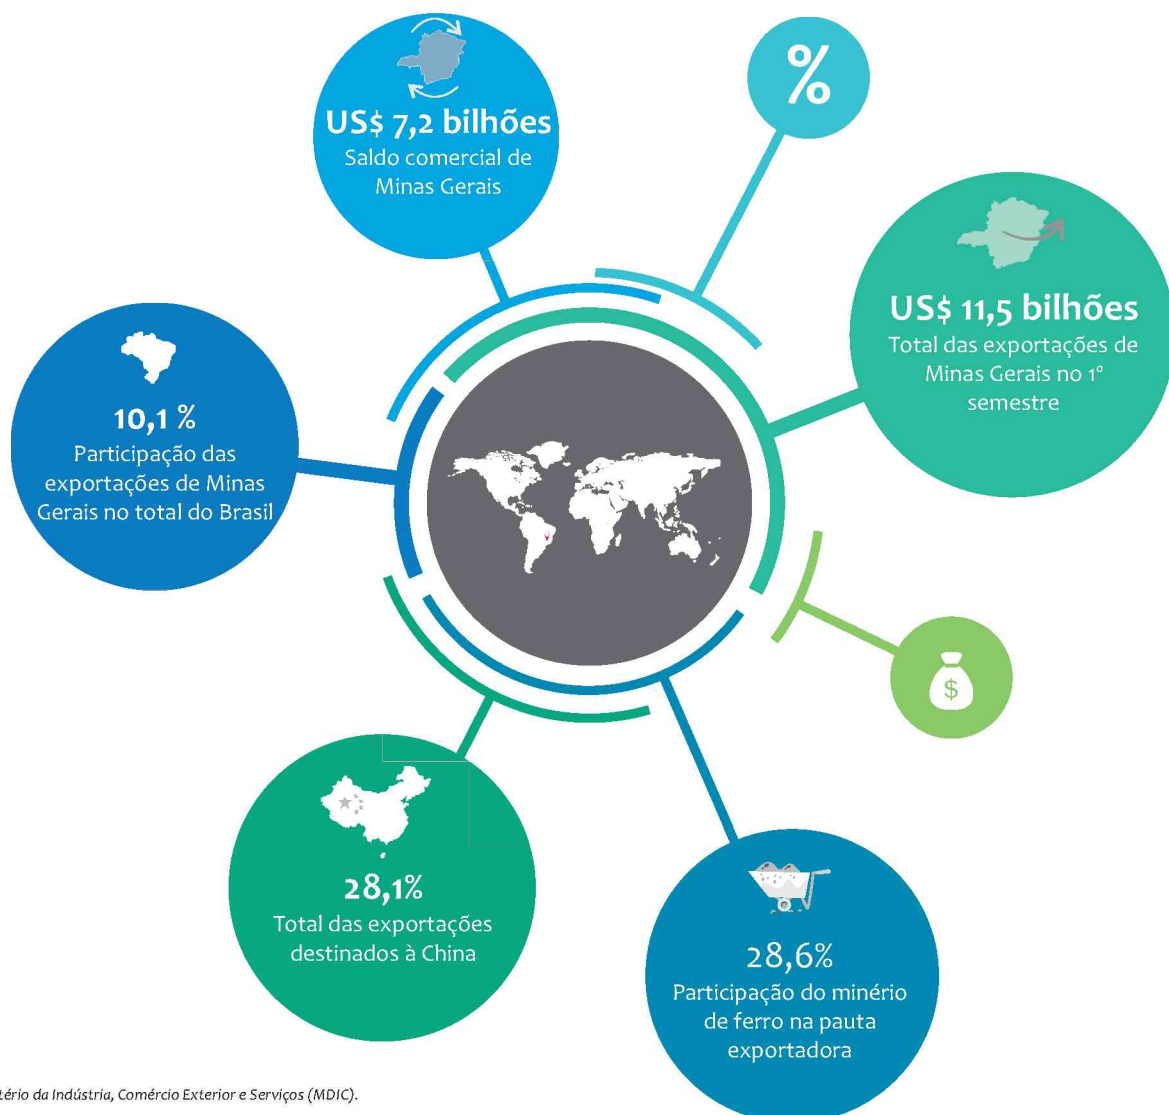 US$ 7,2 bilhões
Saldo comercial de
Minas Gerais
%
US$ 11,5 bilhões
Total das exportações de
Minas Gerais no 1º
semestre
10,1 %
Participação das
exportações de Minas
Gerais no total do Brasil
$
28,1%
Total das exportações
destinados à China
28,6%
Participação do minério
de ferro na pauta
exportadora
tério da Indústria, Comércio Exterior e Serviços (MDIC).